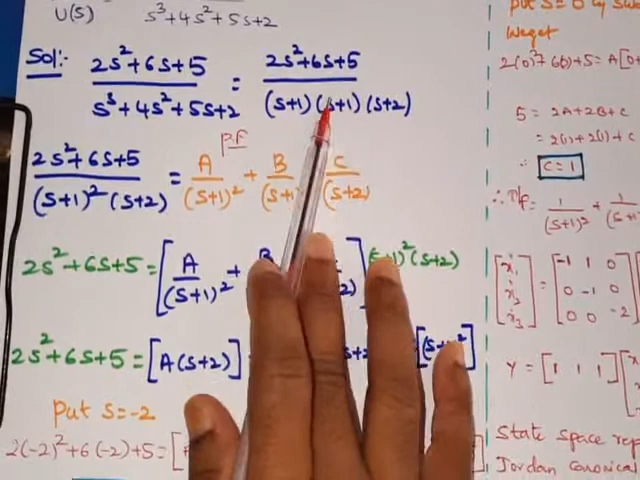 U(S) s³+4s²+5s+2
Sol:- 2s²+6s+5 / s³+4s²+5s+2 = 2s²+6s+5 / (s+1)(s+1)(s+2)
P.F
2s²+6s+5 / (s+1)²(s+2) = A / (s+1)² + B / (s+1) C / (s+2)
2s²+6s+5 = [A / (s+1)² + B (s+2)
2s²+6s+5 = [A(s+2)]
Put s=-2
2(-2)²+6(-2)+5=[
put s=0
We get
2(0)²+6(0)+5 = A[0
5 = 2A+2B+C
= 2(1)+2(1)+C
∴ C=1
∴ T/F = 1 / (s+1)² + 1
[ẋ₁ ẋ₂ ẋ₃] = [-1 1 0
0 -1 0
0 0 -2]
Y = [1 1 1]
State space rep
Jordan canonical